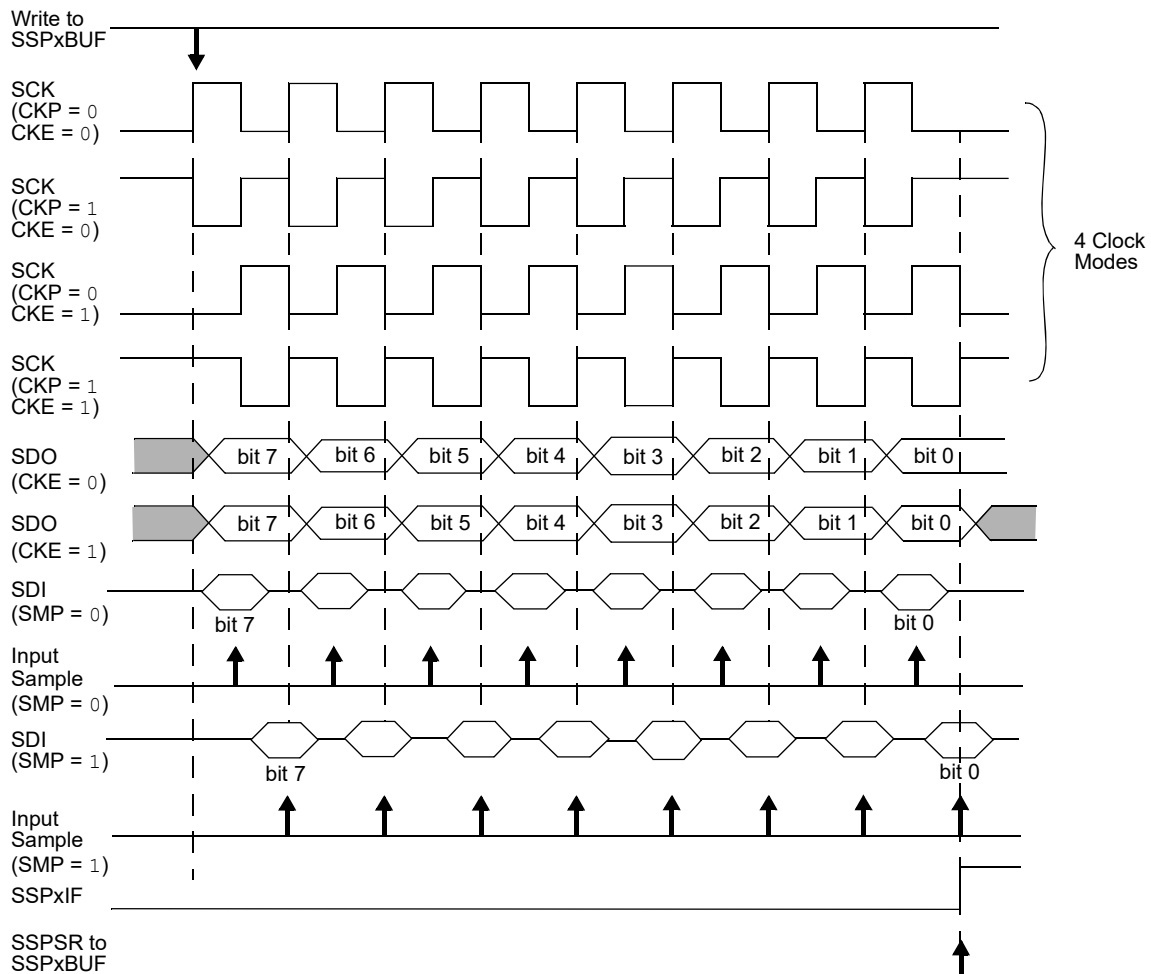 Write to
SSPxBUF
SCK
(CKP = 0
CKE = 0)
SCK
(CKP = 1
CKE = 0)
SCK
(CKP = 0
CKE = 1)
SCK
(CKP = 1
CKE = 1)
4 Clock
Modes
SDO
(CKE = 0)
bit 7 bit 6 bit 5 bit 4 bit 3 bit 2 bit 1 bit 0
SDO
(CKE = 1)
bit 7 bit 6 bit 5 bit 4 bit 3 bit 2 bit 1 bit 0
SDI
(SMP = 0)
bit 7 bit 0
Input
Sample
(SMP = 0)
SDI
(SMP = 1)
bit 7 bit 0
Input
Sample
(SMP = 1)
SSPxIF
SSPSR to
SSPxBUF